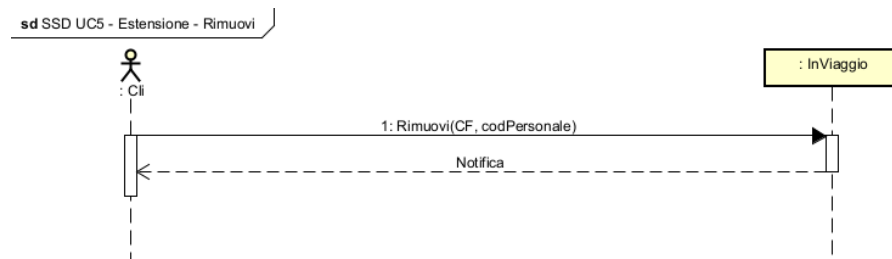 sd SSD UC5 - Estensione - Rimuovi
: InViaggio
: Cli
1: Rimuovi(CF, codPersonale)
Notifica